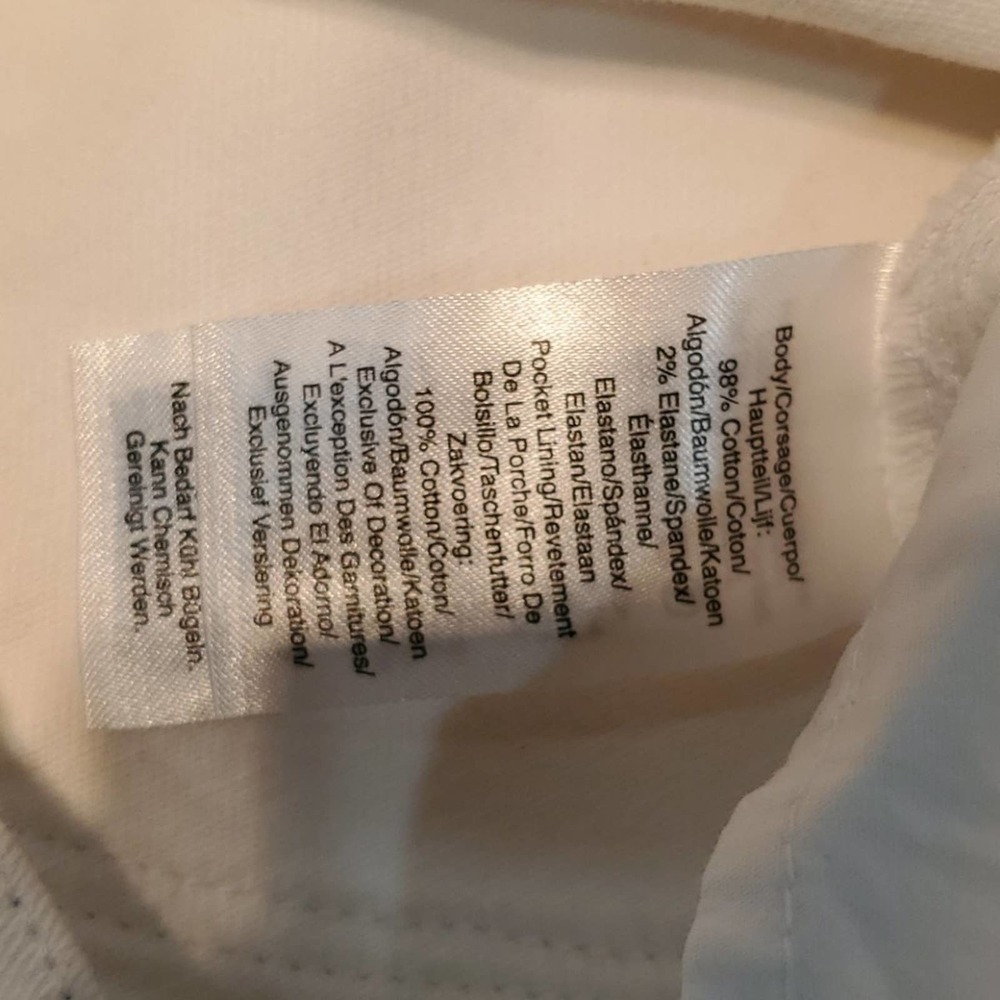 Body/Corsage/Cuerpo/
Hauptteil/Lijf:
98% Cotton/Coton/
Algodón/Baumwolle/Katoen
2% Elastane/Spandex/
Élasthanne/
Elastano/Spándex/
Elastan/Elastaan
Pocket Lining/Revetement
De La Porche/Forro De
Bolsillo/Taschenfutter/
Zakvoering:
100% Cotton/Coton/
Algodón/Baumwolle/Katoen
Exclusive Of Decoration/
A L'exception Des Garnitures/
Excluyendo El Adorno/
Ausgenommen Dekoration/
Exclusief Versiering
Nach Bedarf Kühl Bügeln.
Kann Chemisch
Gereinigt Werden.